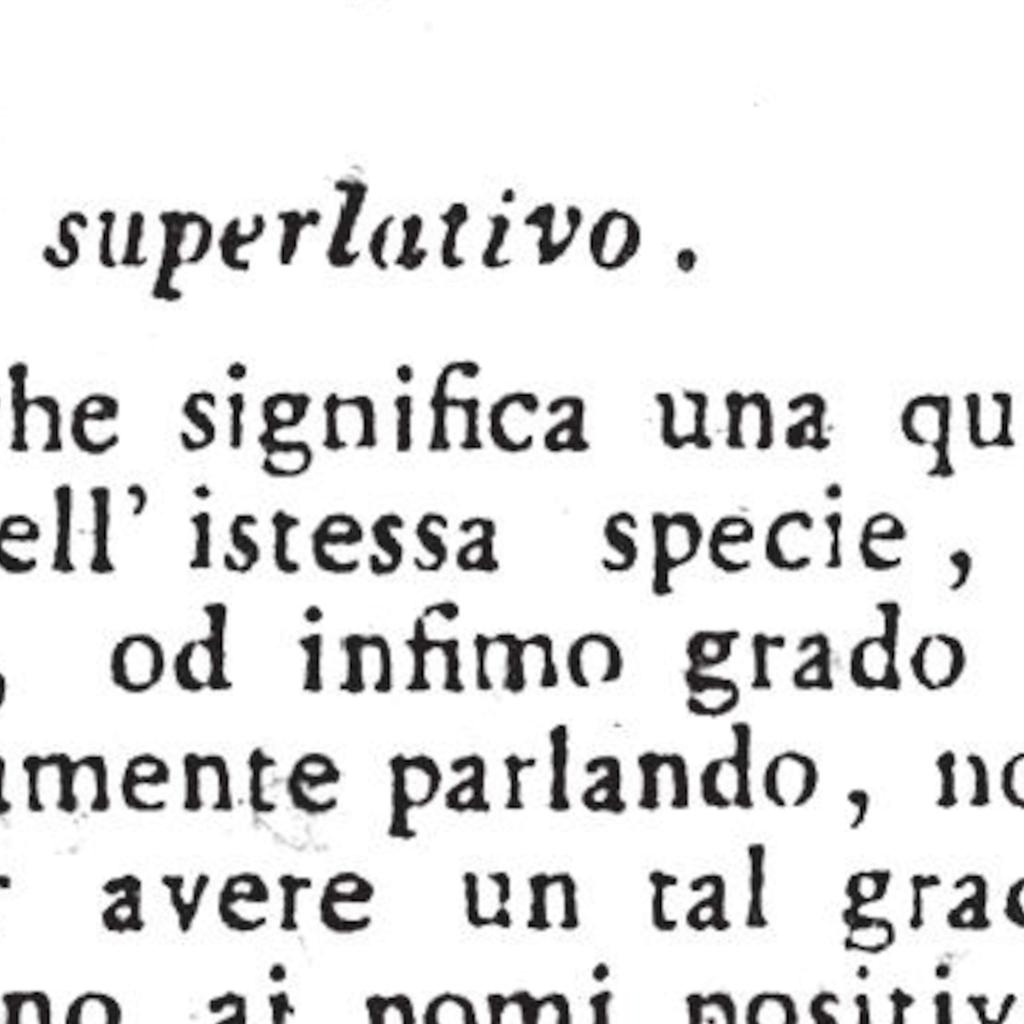 superlativo .
he significa una qu
ell' istessa specie ,
, od infimo grado
mente parlando , no
r avere un tal grad
no ai nomi positiv